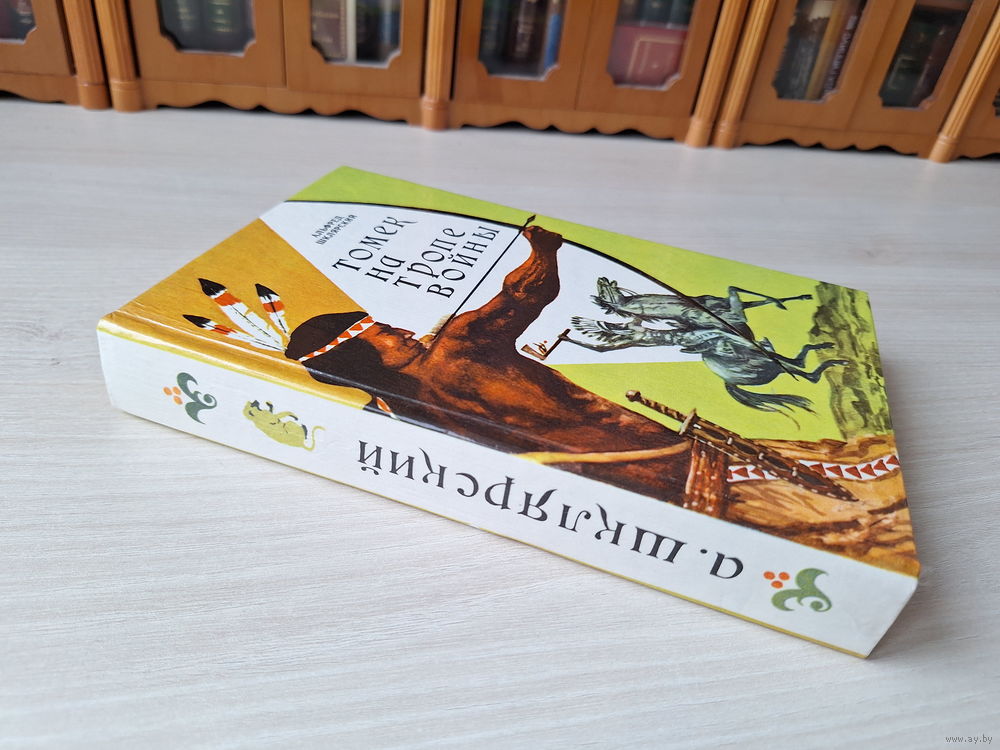 АЛЬФРЕД
ШКЛЯРСКИЙ
ТОМЕК
НА
ТРОПЕ
ВОЙНЫ
а. шклярский
www.ay.by